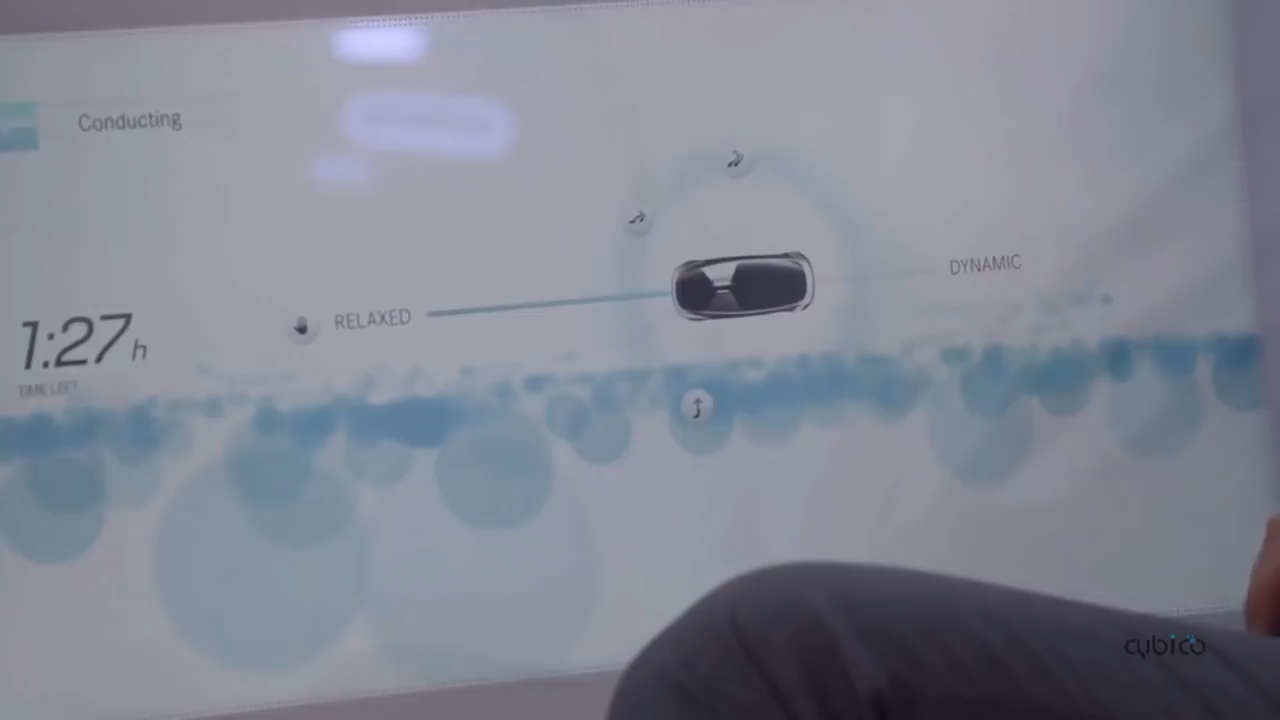 Conducting
DYNAMIC
RELAXED
1:27h
TIME LEFT
cybico